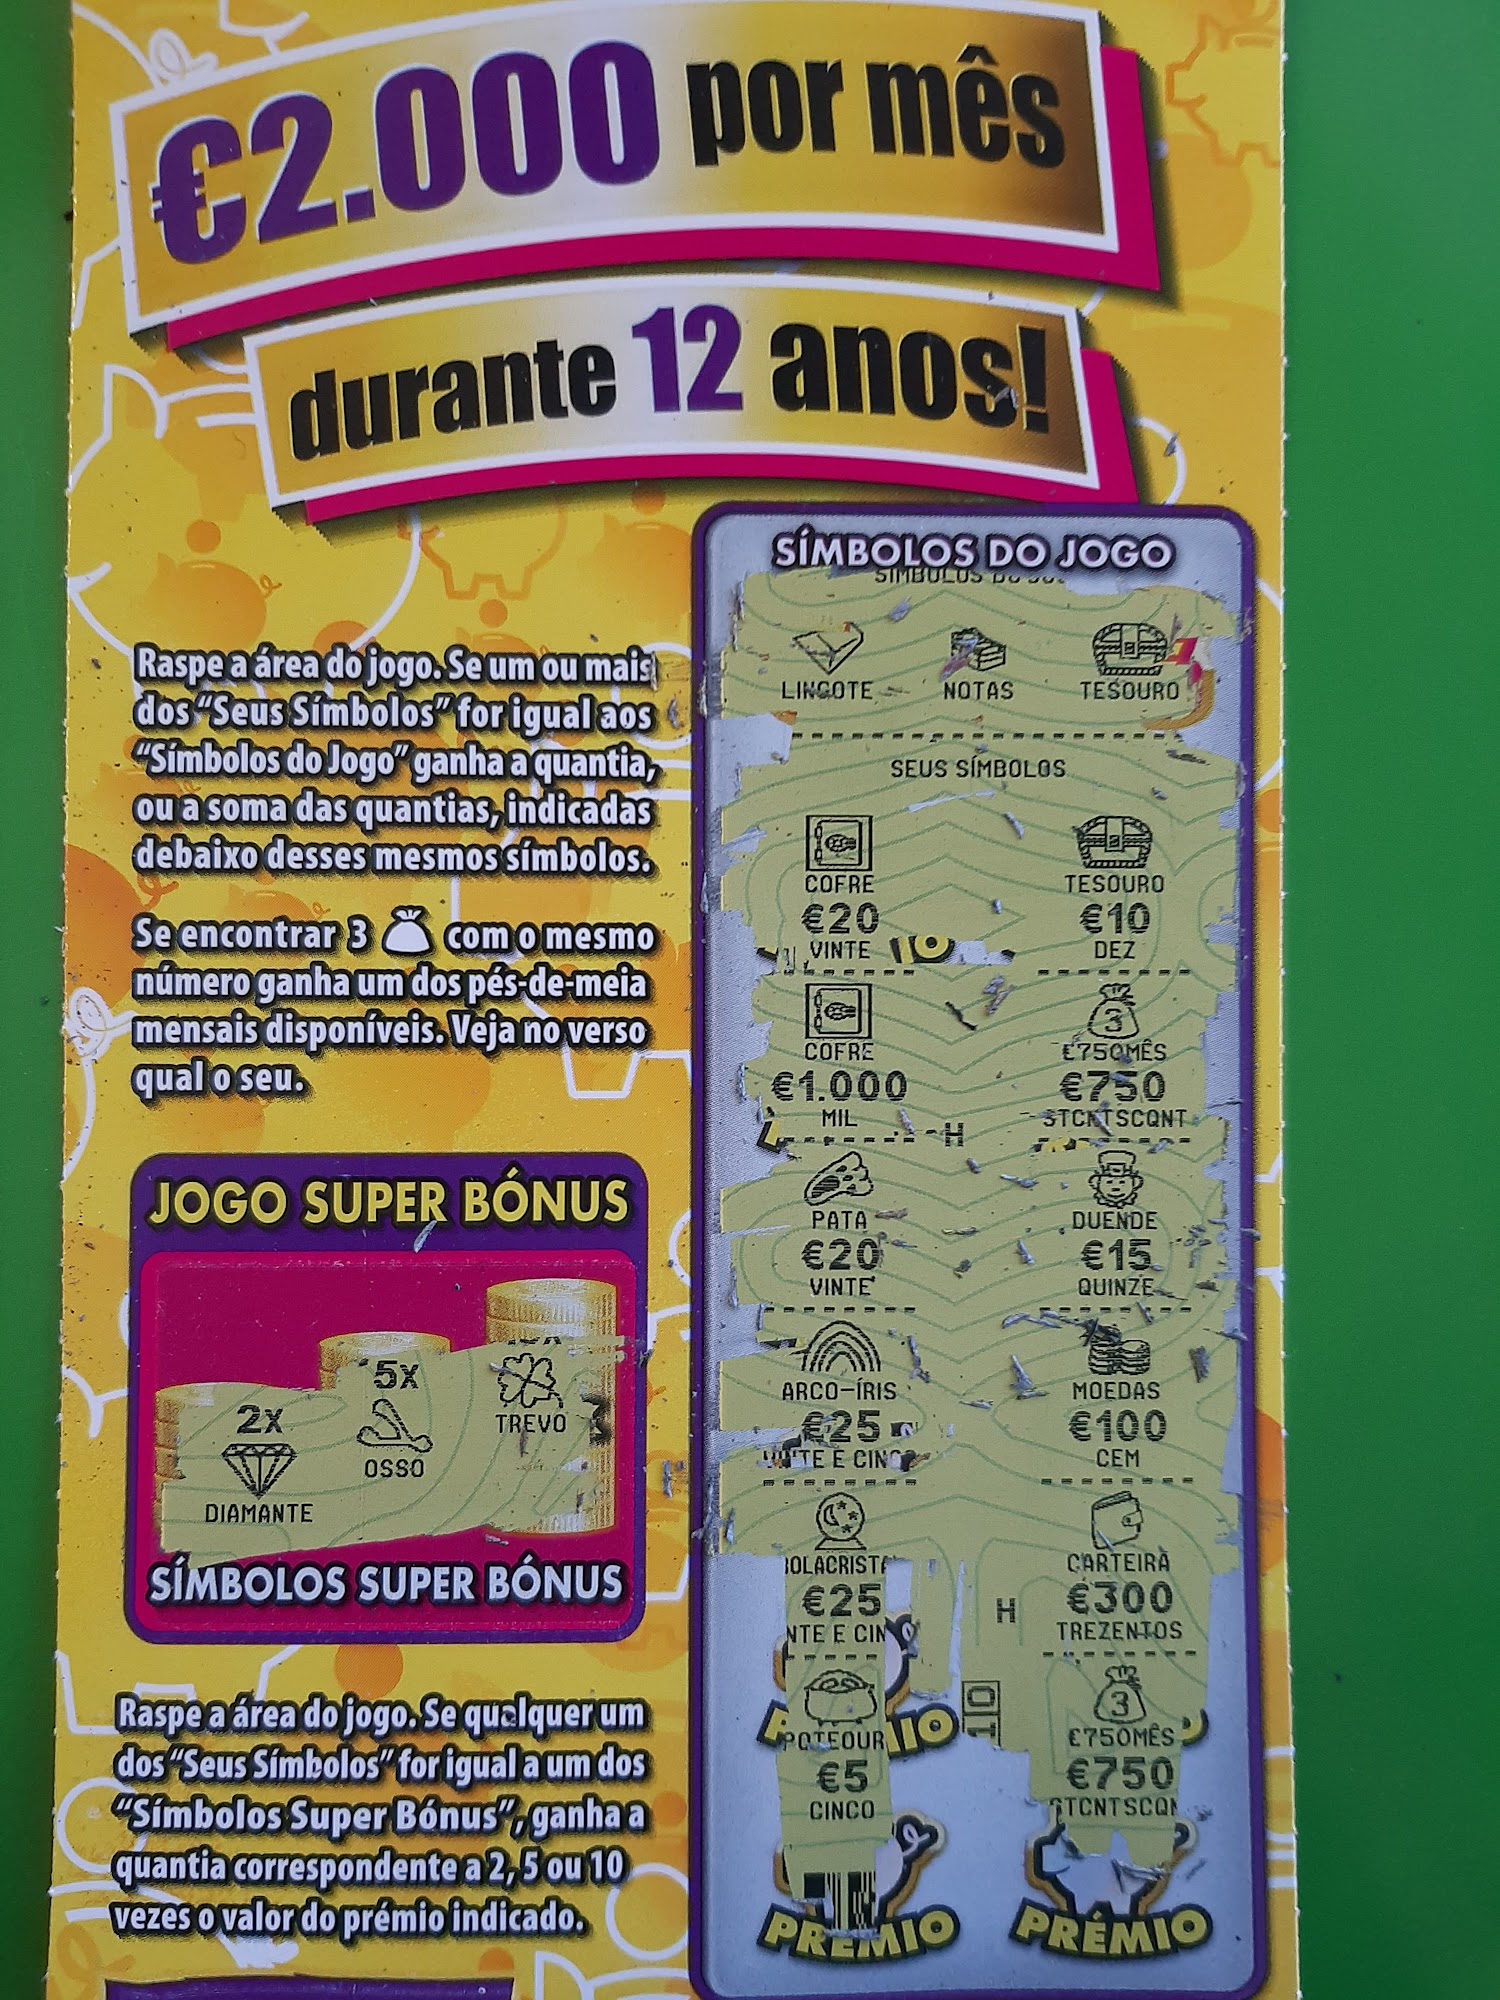 €2.000 por mês
durante 12 anos!
Raspe a área do jogo. Se um ou mais
dos "Seus Símbolos" for igual aos
"Símbolos do Jogo" ganha a quantia,
ou a soma das quantias, indicadas
debaixo desses mesmos símbolos.
Se encontrar 3 com o mesmo
número ganha um dos pés-de-meia
mensais disponíveis. Veja no verso
qual o seu.
JOGO SUPER BÓNUS
2X
DIAMANTE
5X
OSSO
TREVO
SÍMBOLOS SUPER BÓNUS
Raspe a área do jogo. Se qualquer um
dos "Seus Símbolos" for igual a um dos
"Símbolos Super Bónus", ganha a
quantia correspondente a 2, 5 ou 10
vezes o valor do prémio indicado.
SÍMBOLOS DO JOGO
LINGOTE NOTAS TESOURO
SEUS SÍMBOLOS
COFRE TESOURO
€20 €10
VINTE DEZ
3
COFRE €750MÊS
€1.000 €750
MIL STCNTSCQNT
H
PATA DUENDE
€20 €15
VINTE QUINZE
ARCO-ÍRIS MOEDAS
€25 €100
CEM
CARTEIRA
€25 H €300
TREZENTOS
3
10 €750MÊS
€5 €750
CINCO
PRÉMIO PRÉMIO